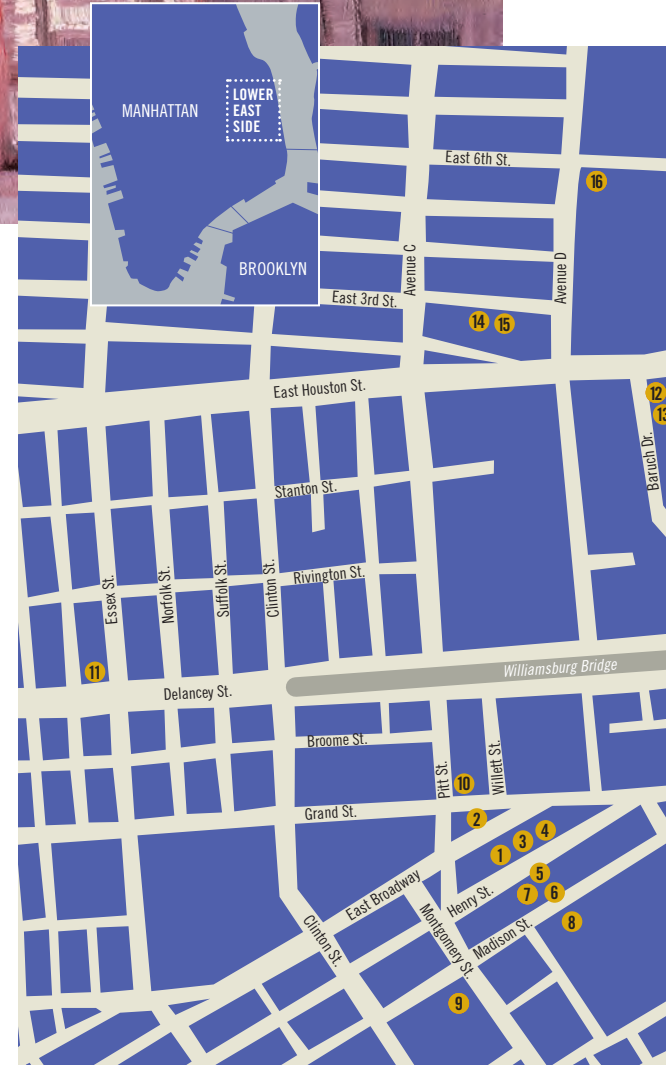 MANHATTAN
LOWER
EAST
SIDE
BROOKLYN
East 6th St.
16
Avenue C
Avenue D
East 3rd St.
14
15
East Houston St.
12
13
Baruch Dr.
Stanton St.
Rivington St.
Essex St.
Norfolk St.
Suffolk St.
Clinton St.
11
Williamsburg Bridge
Delancey St.
Broome St.
Pitt St.
Willett St.
10
Grand St.
2
4
3
1
5
East Broadway
Henry St.
7
6
Clinton St.
Montgomery St.
Madison St.
8
9